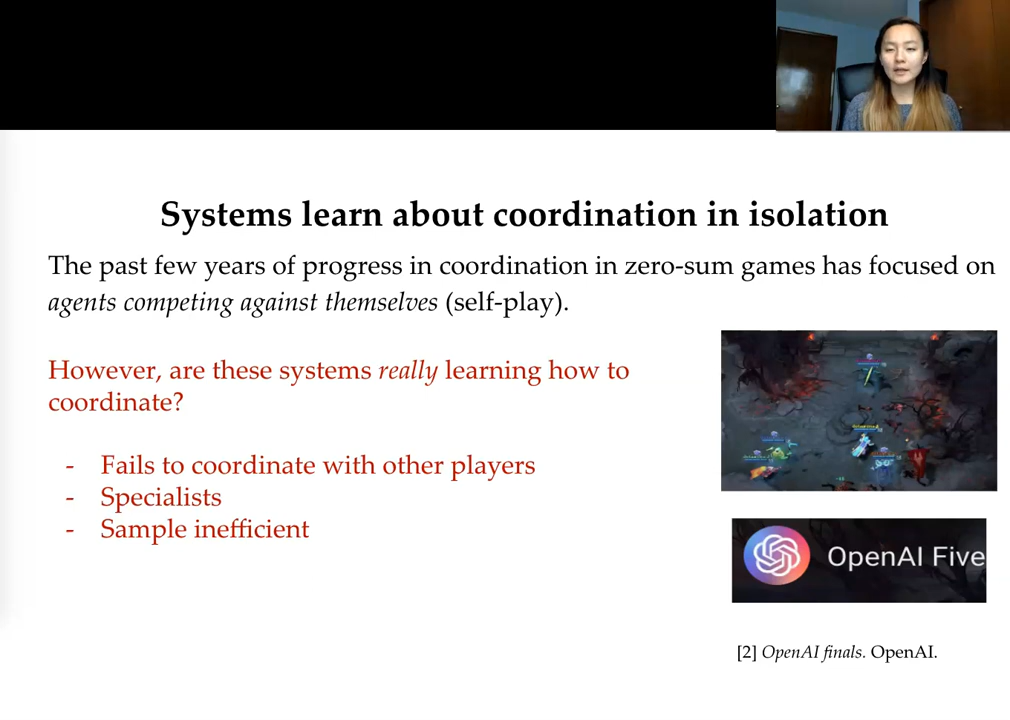 Systems learn about coordination in isolation
The past few years of progress in coordination in zero-sum games has focused on
agents competing against themselves (self-play).
However, are these systems really learning how to
coordinate?
- Fails to coordinate with other players
- Specialists
- Sample inefficient
OpenAI Five
[2] OpenAI finals. OpenAI.